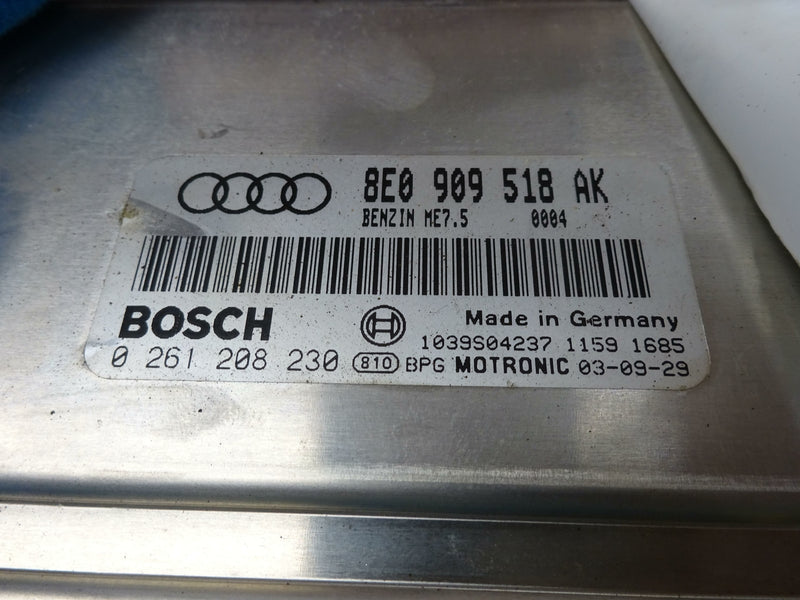 8E0 909 518 AK
BENZIN ME7.5 0004
BOSCH
Made in Germany
1039S04237 1159 1685
0 261 208 230 810 BPG MOTRONIC 03-09-29